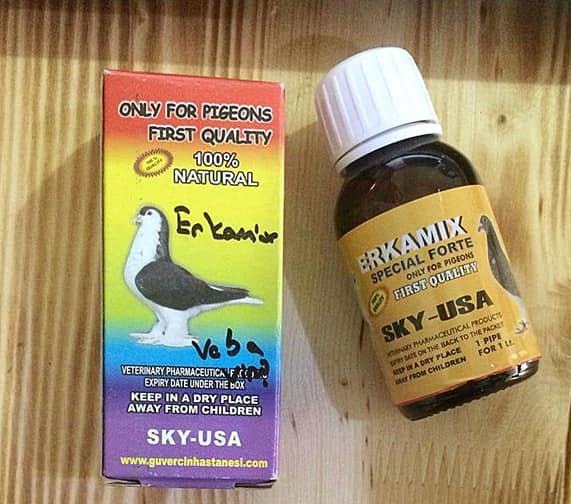 ONLY FOR PIGEONS
FIRST QUALITY
100%
NATURAL
Erkamix
Veba
VETERINARY PHARMACEUTICAL
EXPIRY DATE UNDER THE BOX
KEEP IN A DRY PLACE
AWAY FROM CHILDREN
SKY-USA
www.guvercinhastanesi.com
ERKAMIX
SPECIAL FORTE
ONLY FOR PIGEONS
FIRST QUALITY
SKY-USA
VETERINARY PHARMACEUTICAL PRODUCTS
EXPIRY DATE ON THE BACK TO THE PACKET
KEEP IN A DRY PLACE
AWAY FROM CHILDREN
1 PIPE
FOR 1 Lt.